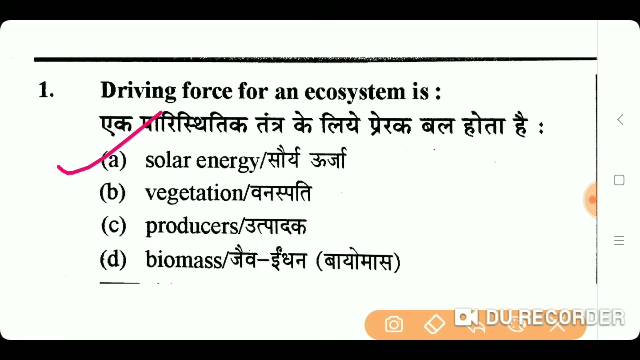 1. Driving force for an ecosystem is :
एक पारिस्थितिक तंत्र के लिये प्रेरक बल होता है :
(a) solar energy/सौर्य ऊर्जा
(b) vegetation/वनस्पति
(c) producers/उत्पादक
(d) biomass/जैव-ईंधन (बायोमास)
DU RECORDER